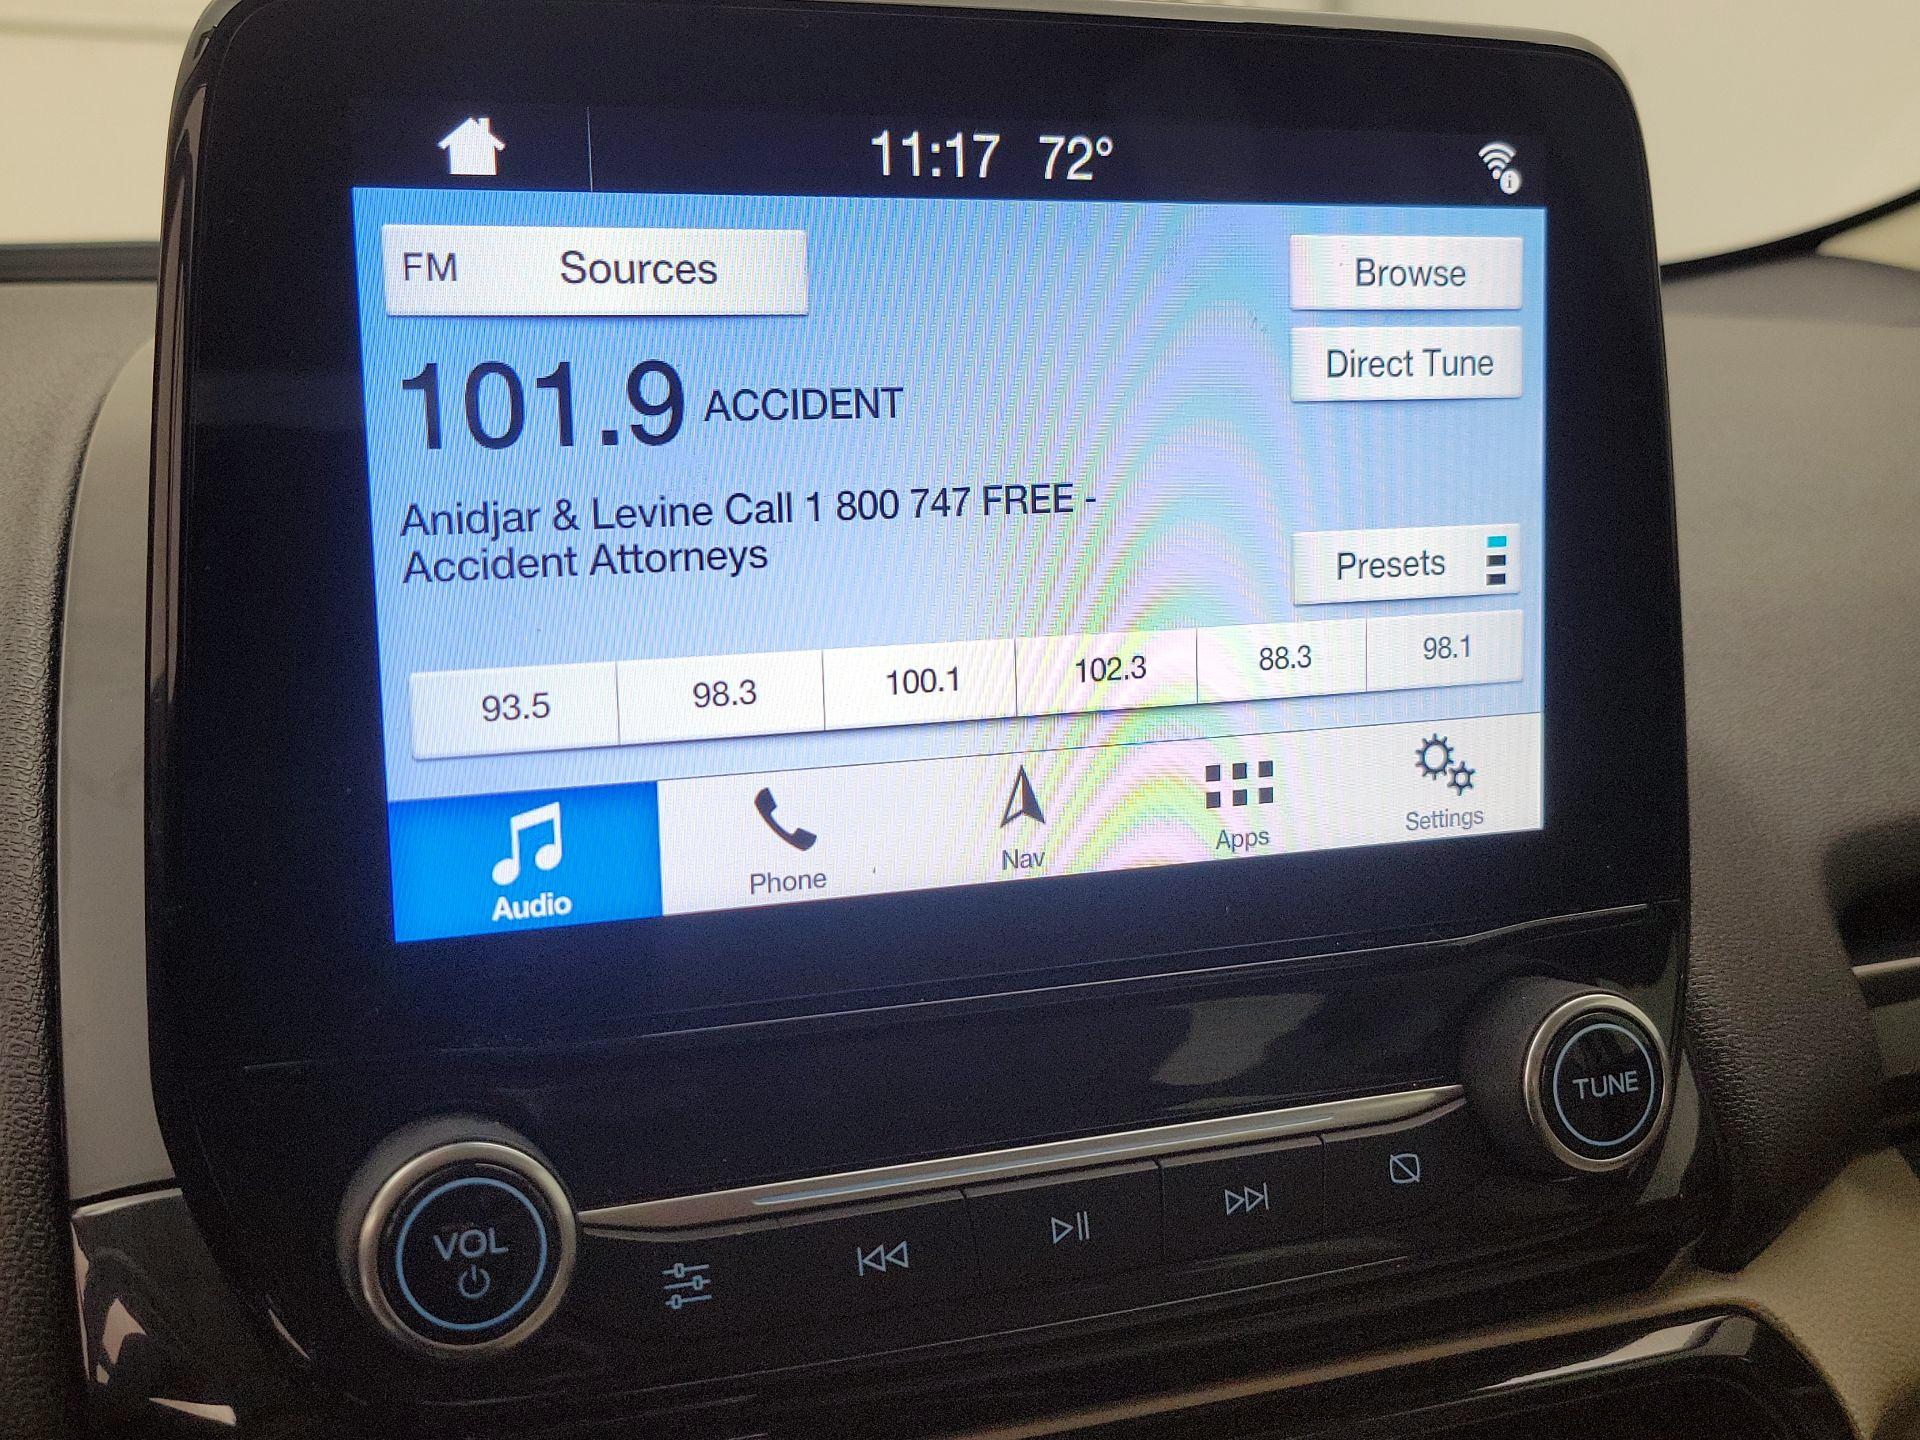 11:17 72°
FM Sources
Browse
Direct Tune
101.9 ACCIDENT
Anidjar & Levine Call 1 800 747 FREE -
Accident Attorneys
Presets
93.5 98.3 100.1 102.3 88.3 98.1
Audio Phone Nav Apps Settings
TUNE
VOL